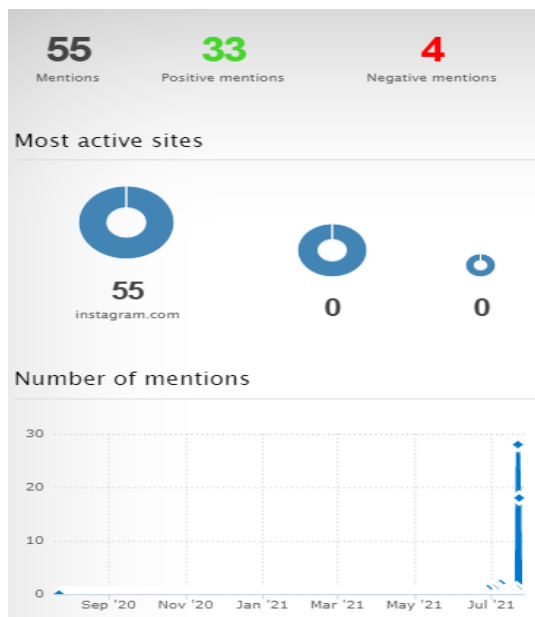 55 33 4
Mentions Positive mentions Negative mentions
Most active sites
55 0 0
instagram.com
Number of mentions
30
20
10
0
Sep '20 Nov '20 Jan '21 Mar '21 May '21 Jul '21